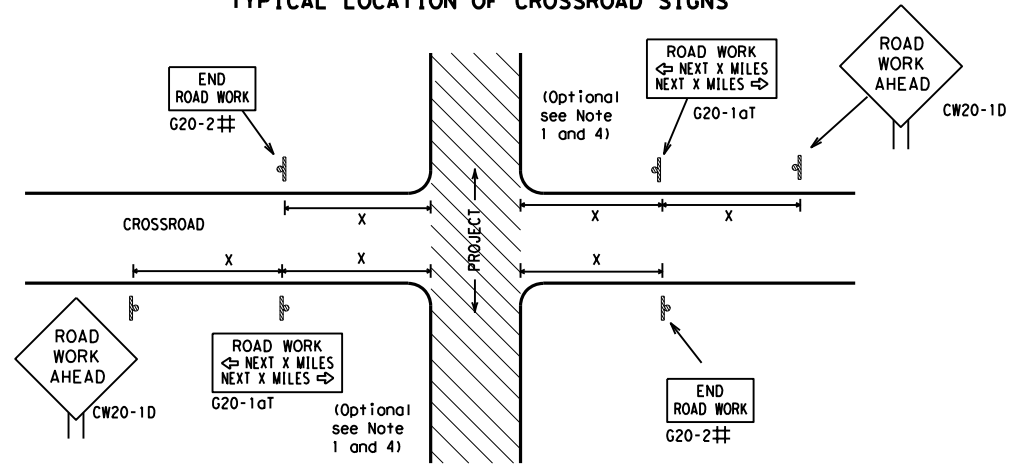 TYPICAL LOCATION OF CROSSROAD SIGNS
END
ROAD WORK
G20-2#
(Optional
see Note
1 and 4)
ROAD WORK
⇦ NEXT X MILES
NEXT X MILES ⇨
G20-1aT
ROAD
WORK
AHEAD
CW20-1D
CROSSROAD
X
X
X
PROJECT
X
X
X
ROAD
WORK
AHEAD
CW20-1D
ROAD WORK
⇦ NEXT X MILES
NEXT X MILES ⇨
G20-1aT
(Optional
see Note
1 and 4)
END
ROAD WORK
G20-2#